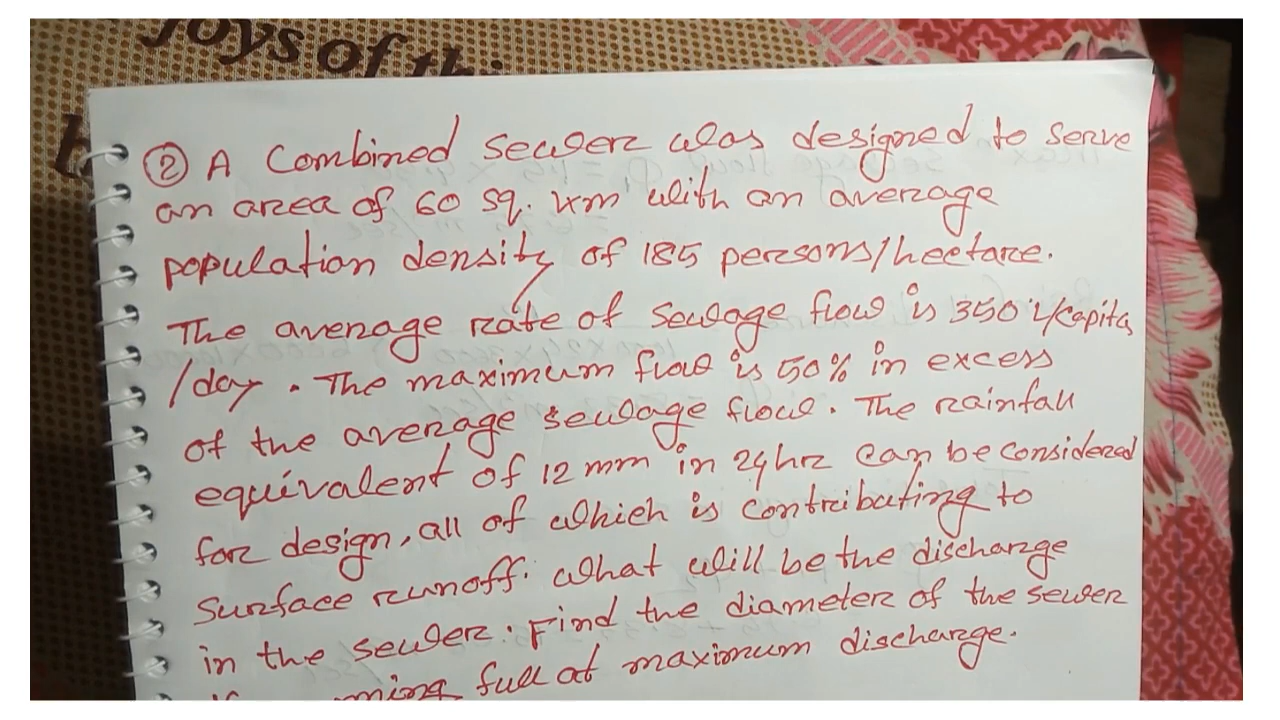 Joys of thi
② A Combined sewer was designed to serve
an area of 60 sq. km with an average
population density of 185 persons/hectare.
The average rate of sewage flow is 350 L/Capita
/day. The maximum flow is 50% in excess
of the average sewage flow. The rainfall
equivalent of 12 mm in 24 hr can be considered
for design, all of which is contributing to
surface runoff. What will be the discharge
in the sewer. Find the diameter of the sewer
full at maximum discharge.